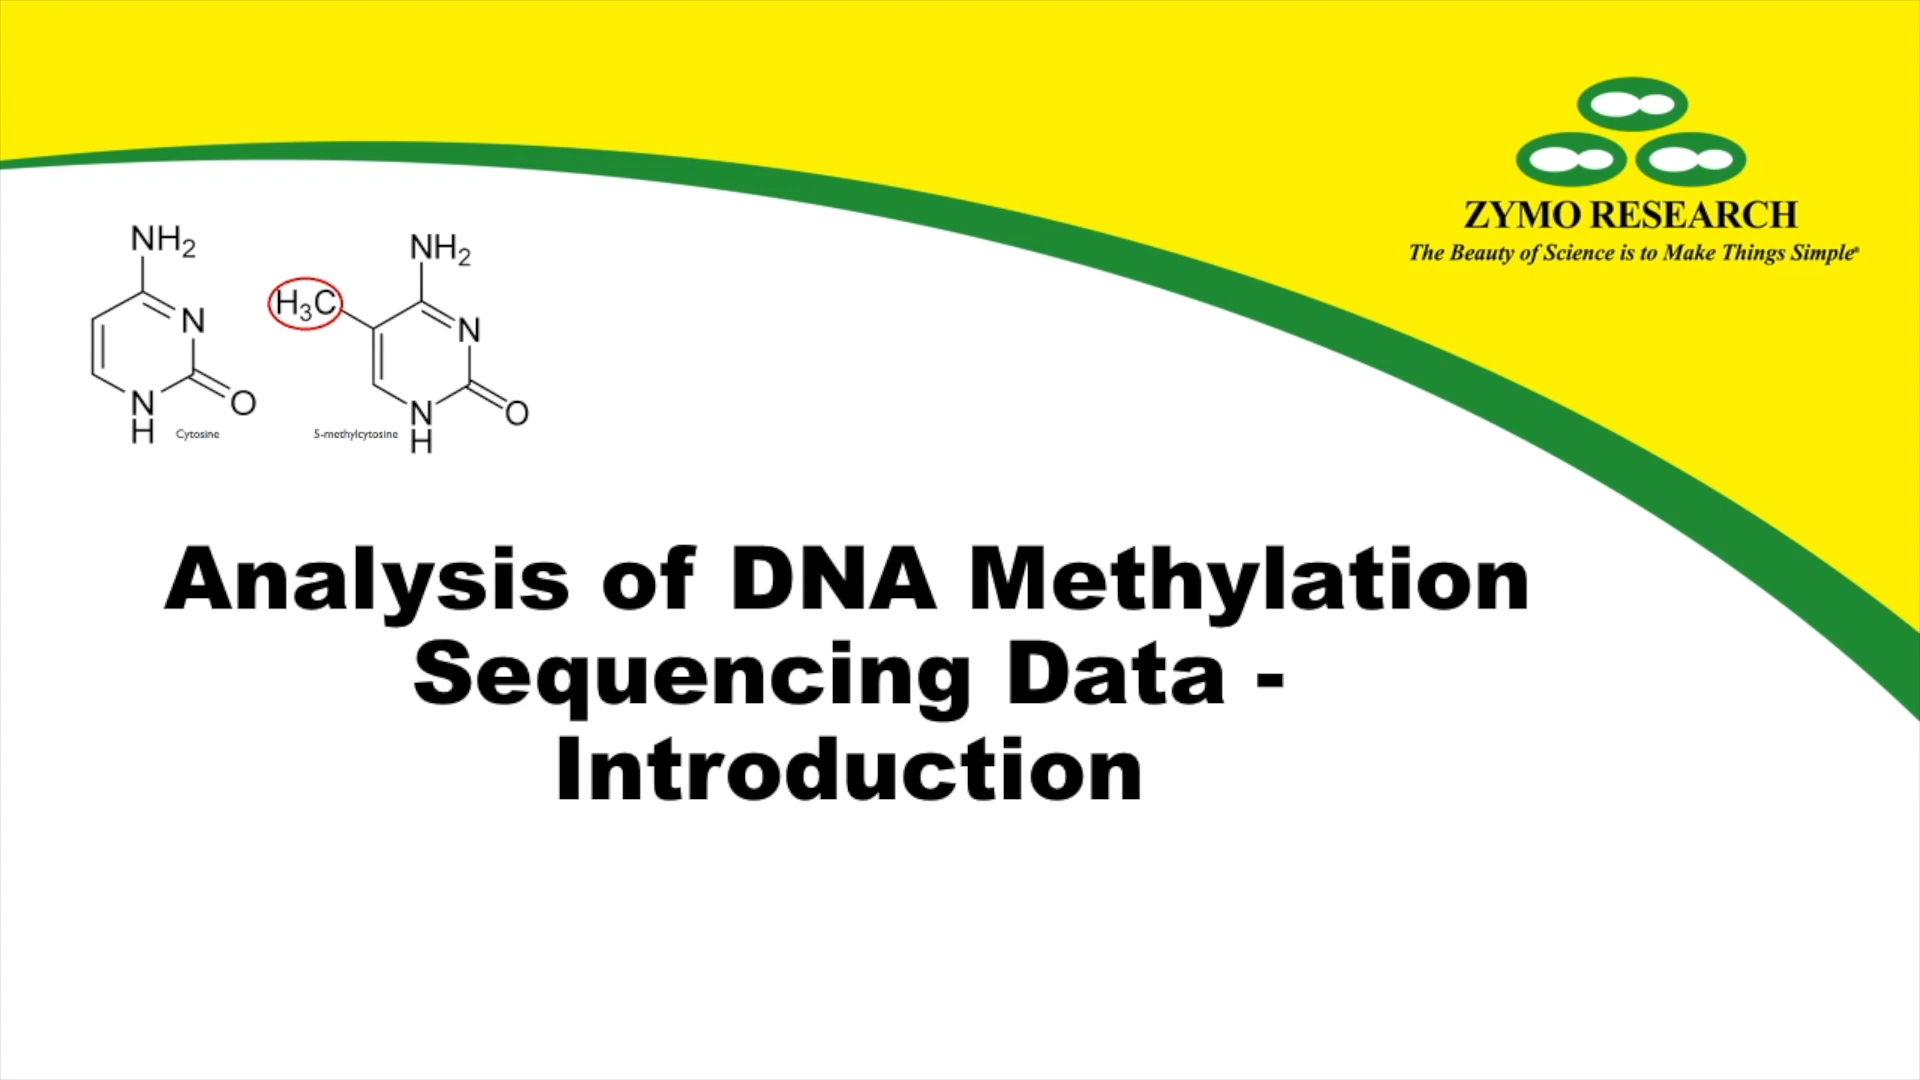 ZYMO RESEARCH
The Beauty of Science is to Make Things Simple®
NH2
N
O
N
H
Cytosine
NH2
H3C
N
O
N
H
5-methylcytosine
Analysis of DNA Methylation
Sequencing Data -
Introduction